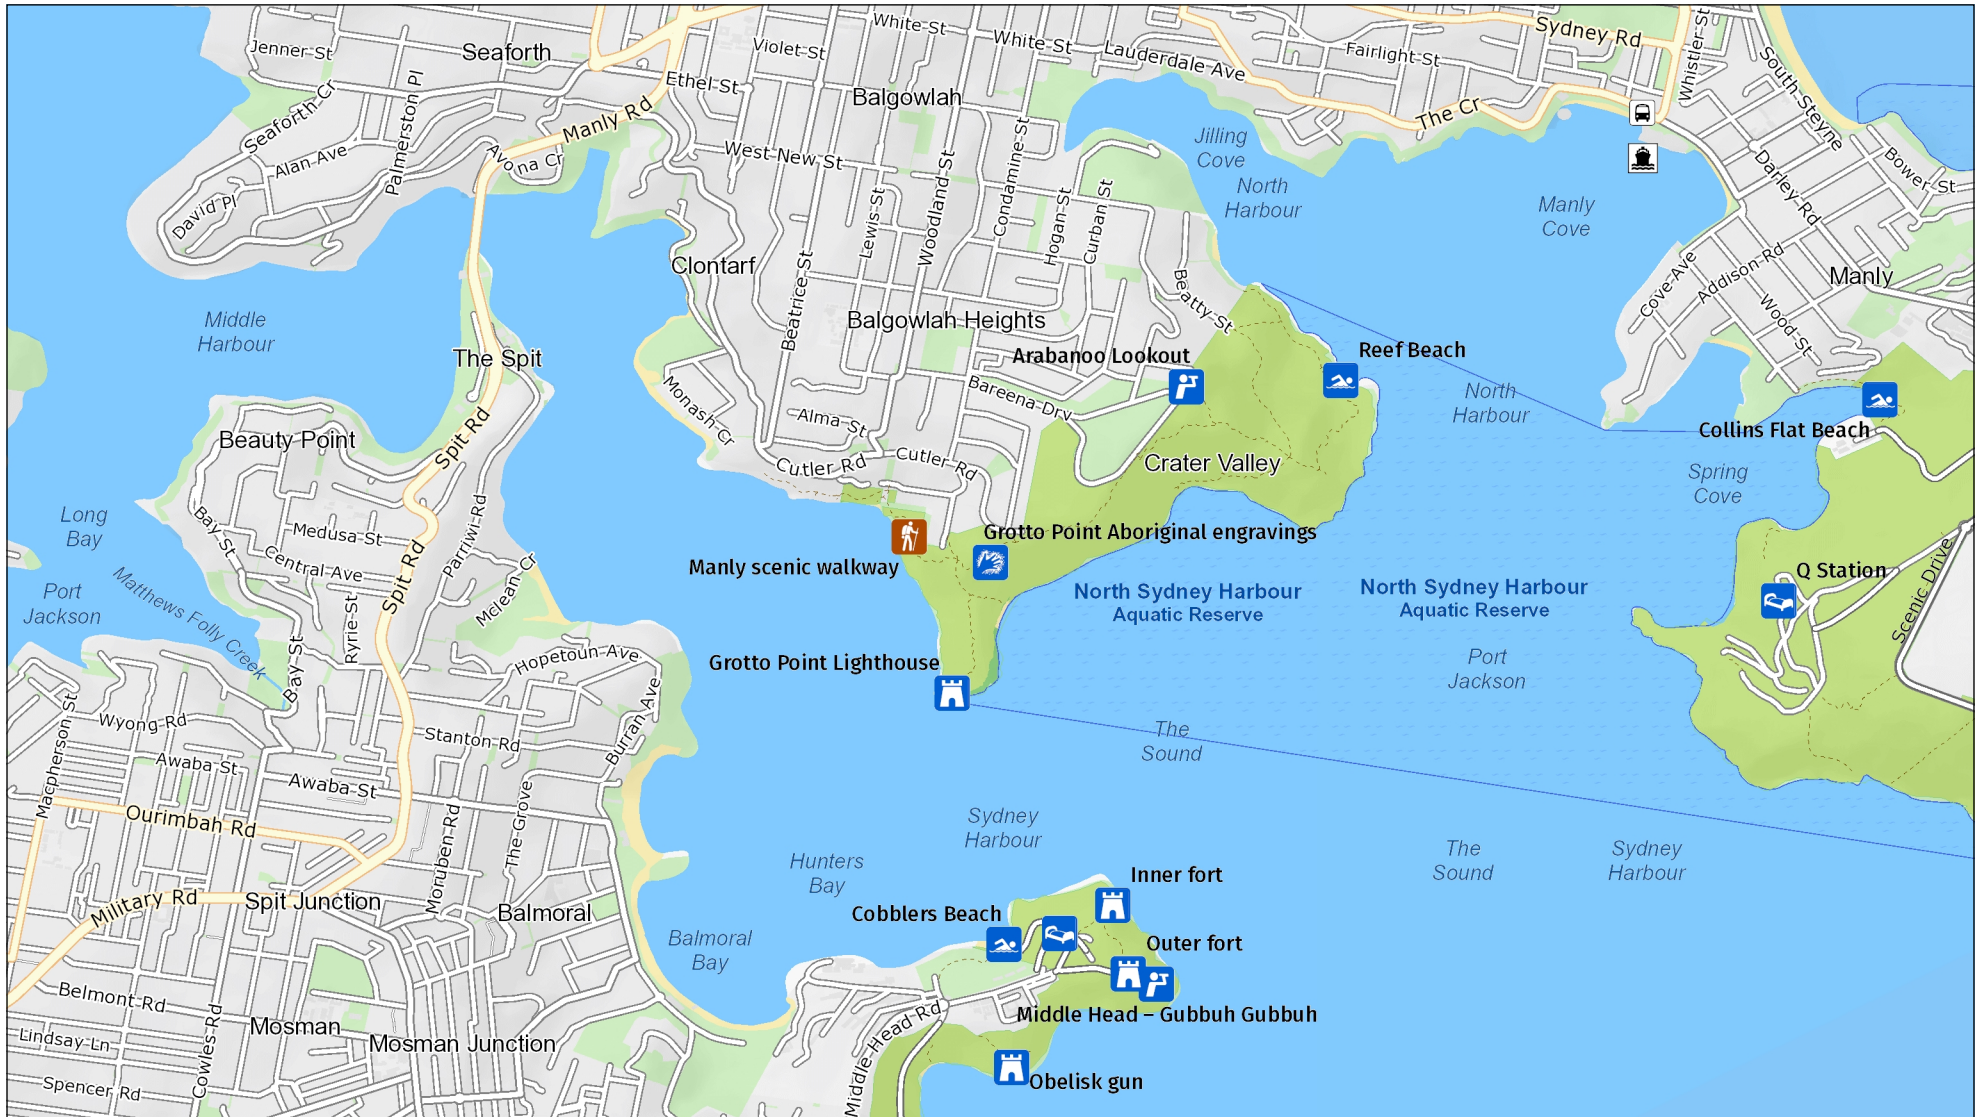 White St
Sydney Rd
Whistler St
Jenner St
Seaforth
Violet St
White St
Lauderdale Ave
Fairlight St
South Steyne
Ethel St
Balgowlah
Seaforth Cr
Palmerston Pl
Manly Rd
The Cr
Alan Ave
Avona Cr
West New St
Jilling
Cove
North
Harbour
Manly
Cove
Darley Rd
Bower St
David Pl
Lewis St
Woodland St
Condamine St
Hogan St
Curban St
Clontarf
Beatrice St
Beatty St
Cove Ave
Addison Rd
Manly
Middle
Harbour
Balgowlah Heights
Wood St
The Spit
Arabanoo Lookout
Reef Beach
North
Harbour
Monash Cr
Bareena Drv
Alma St
Collins Flat Beach
Beauty Point
Spit Rd
Cutler Rd
Cutler Rd
Crater Valley
Spring
Cove
Long
Bay
Bay St
Medusa St
Parriwi Rd
Central Ave
Spit Rd
Mclean Cr
Grotto Point Aboriginal engravings
Manly scenic walkway
Q Station
Scenic Drive
Port
Jackson
Matthews Folly Creek
North Sydney Harbour
Aquatic Reserve
North Sydney Harbour
Aquatic Reserve
Ryrie St
Bay St
Hopetoun Ave
Grotto Point Lighthouse
Port
Jackson
Macpherson St
Wyong Rd
Stanton Rd
Burran Ave
The
Sound
Awaba St
Awaba St
Ourimbah Rd
Moruben Rd
The Grove
Sydney
Harbour
Hunters
Bay
The
Sound
Sydney
Harbour
Military Rd
Spit Junction
Balmoral
Inner fort
Cobblers Beach
Balmoral
Bay
Outer fort
Belmont Rd
Cowles Rd
Mosman
Middle Head – Gubbuh Gubbuh
Lindsay Ln
Mosman Junction
Middle Head Rd
Spencer Rd
Obelisk gun